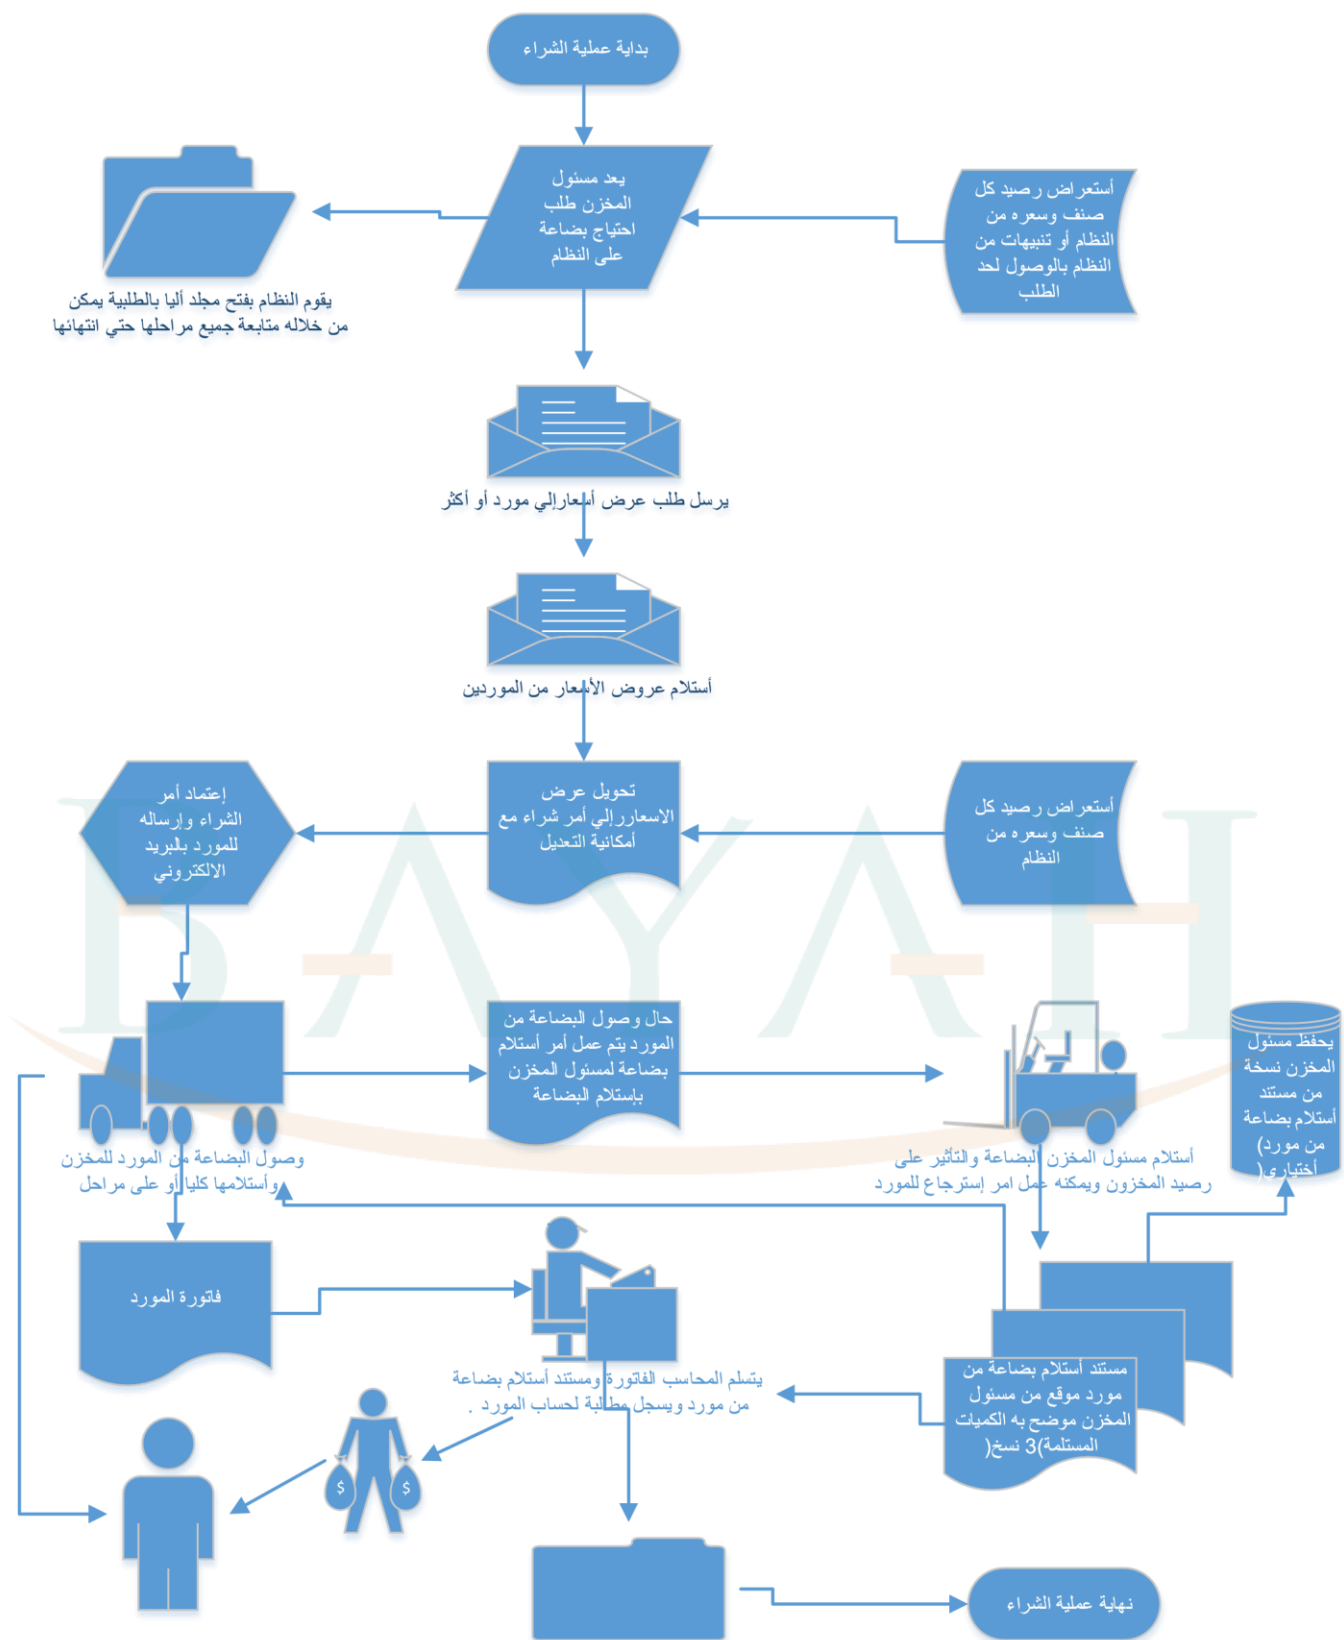 بداية عملية الشراء
يعد مسئول
المخزن طلب
احتياج بضاعة
على النظام
أستعراض رصيد كل
صنف وسعره من
النظام أو تنبيهات من
النظام بالوصول لحد
الطلب
يقوم النظام بفتح مجلد أليا بالطلبية يمكن
من خلاله متابعة جميع مراحلها حتي انتهائها
يرسل طلب عرض أسعارإلي مورد أو أكثر
أستلام عروض الأسعار من الموردين
أستعراض رصيد كل
صنف وسعره من
النظام
تحويل عرض
الاسعاررإلي أمر شراء مع
أمكانية التعديل
إعتماد أمر
الشراء وإرساله
للمورد بالبريد
الالكتروني
BAYAH
حال وصول البضاعة من
المورد يتم عمل أمر أستلام
بضاعة لمسئول المخزن
بإستلام البضاعة
يحفظ مسئول
المخزن نسخة
من مستند
أستلام بضاعة
من مورد(
أختياري)
وصول البضاعة من المورد للمخزن
وأستلامها كليا أو على مراحل
أستلام مسئول المخزن البضاعة والتأثير على
رصيد المخزون ويمكنه عمل امر إسترجاع للمورد
فاتورة المورد
يتسلم المحاسب الفاتورة ومستند أستلام بضاعة
من مورد ويسجل مطالبة لحساب المورد .
مستند أستلام بضاعة من
مورد موقع من مسئول
المخزن موضح به الكميات
المستلمة)3 نسخ(
$ $
نهاية عملية الشراء